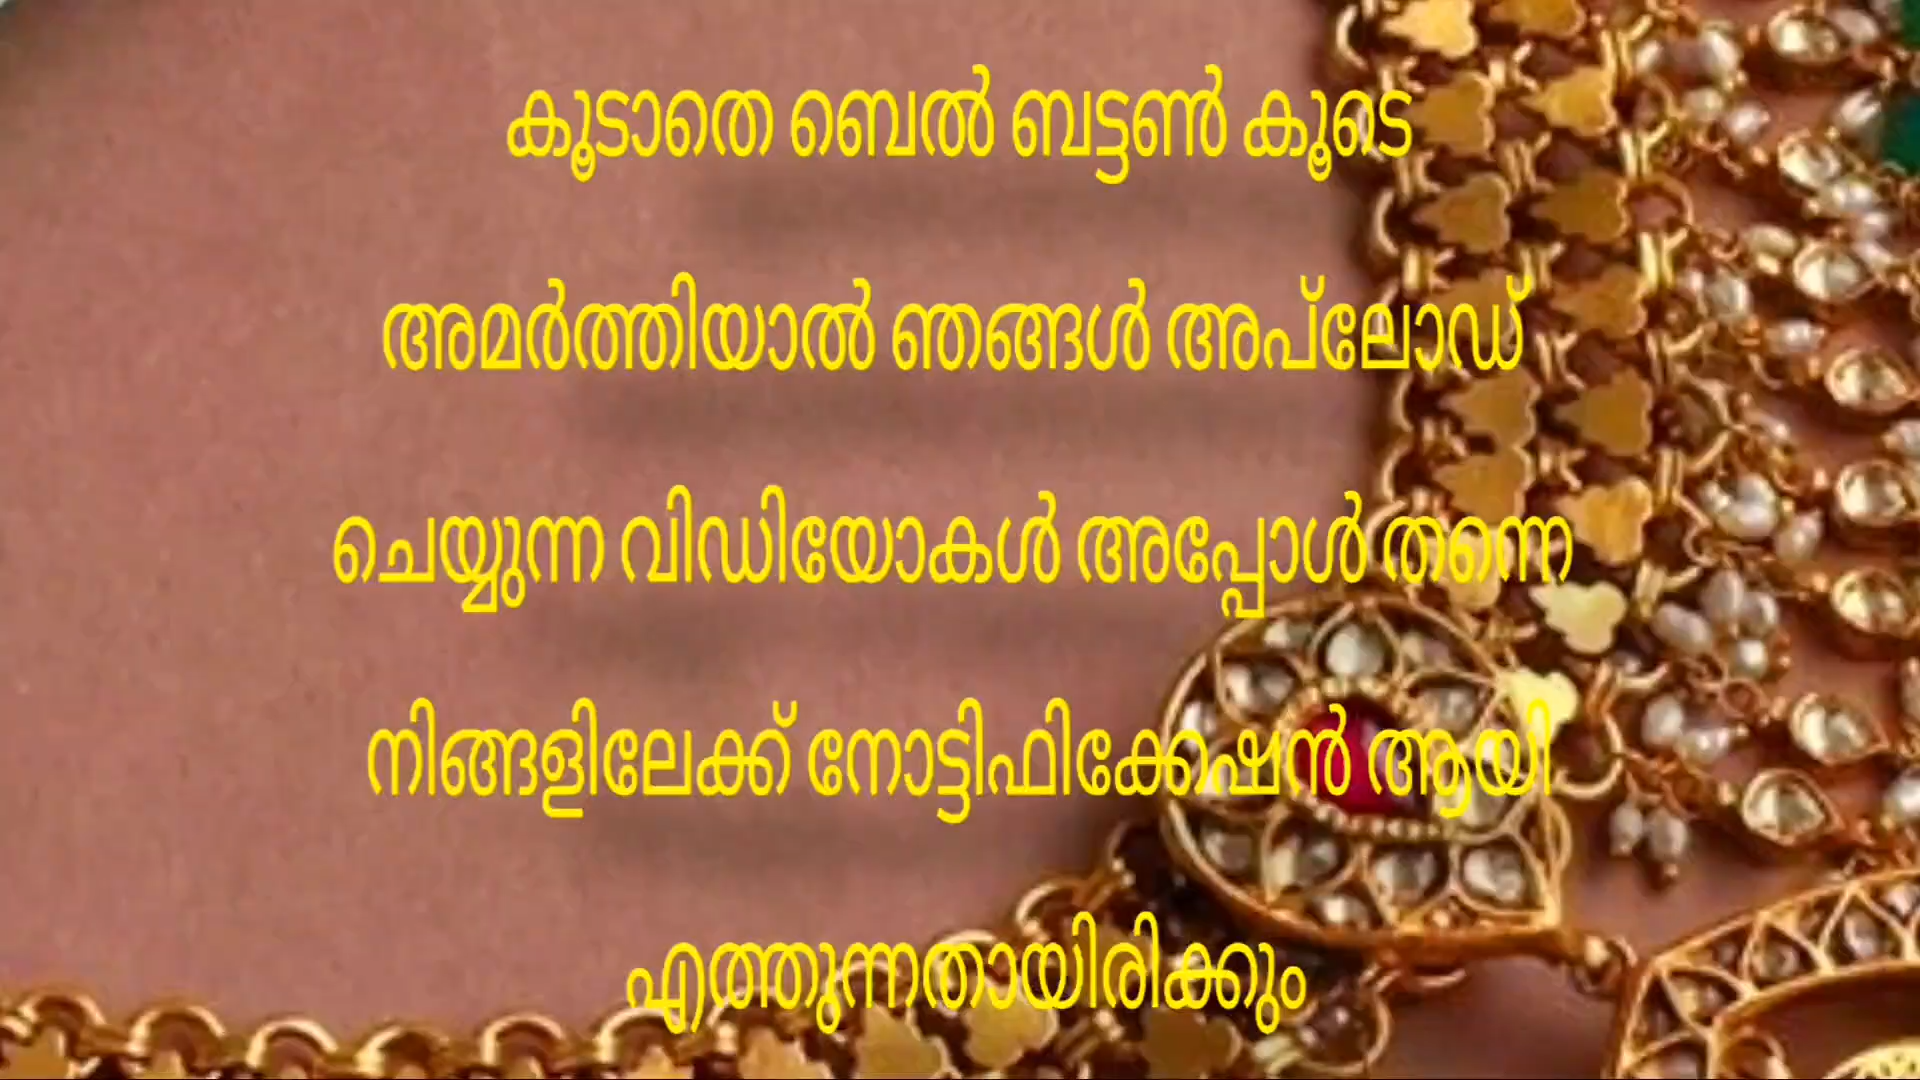 കൂടാതെ ബെൽ ബട്ടൺ കൂടെ
അമർത്തിയാൽ ഞങ്ങൾ അപ്ലോഡ്
ചെയ്യുന്ന വിഡിയോകൾ അപ്പോൾ തന്നെ
നിങ്ങളിലേക്ക് നോട്ടിഫിക്കേഷൻ ആയി
എത്തുന്നതായിരിക്കും